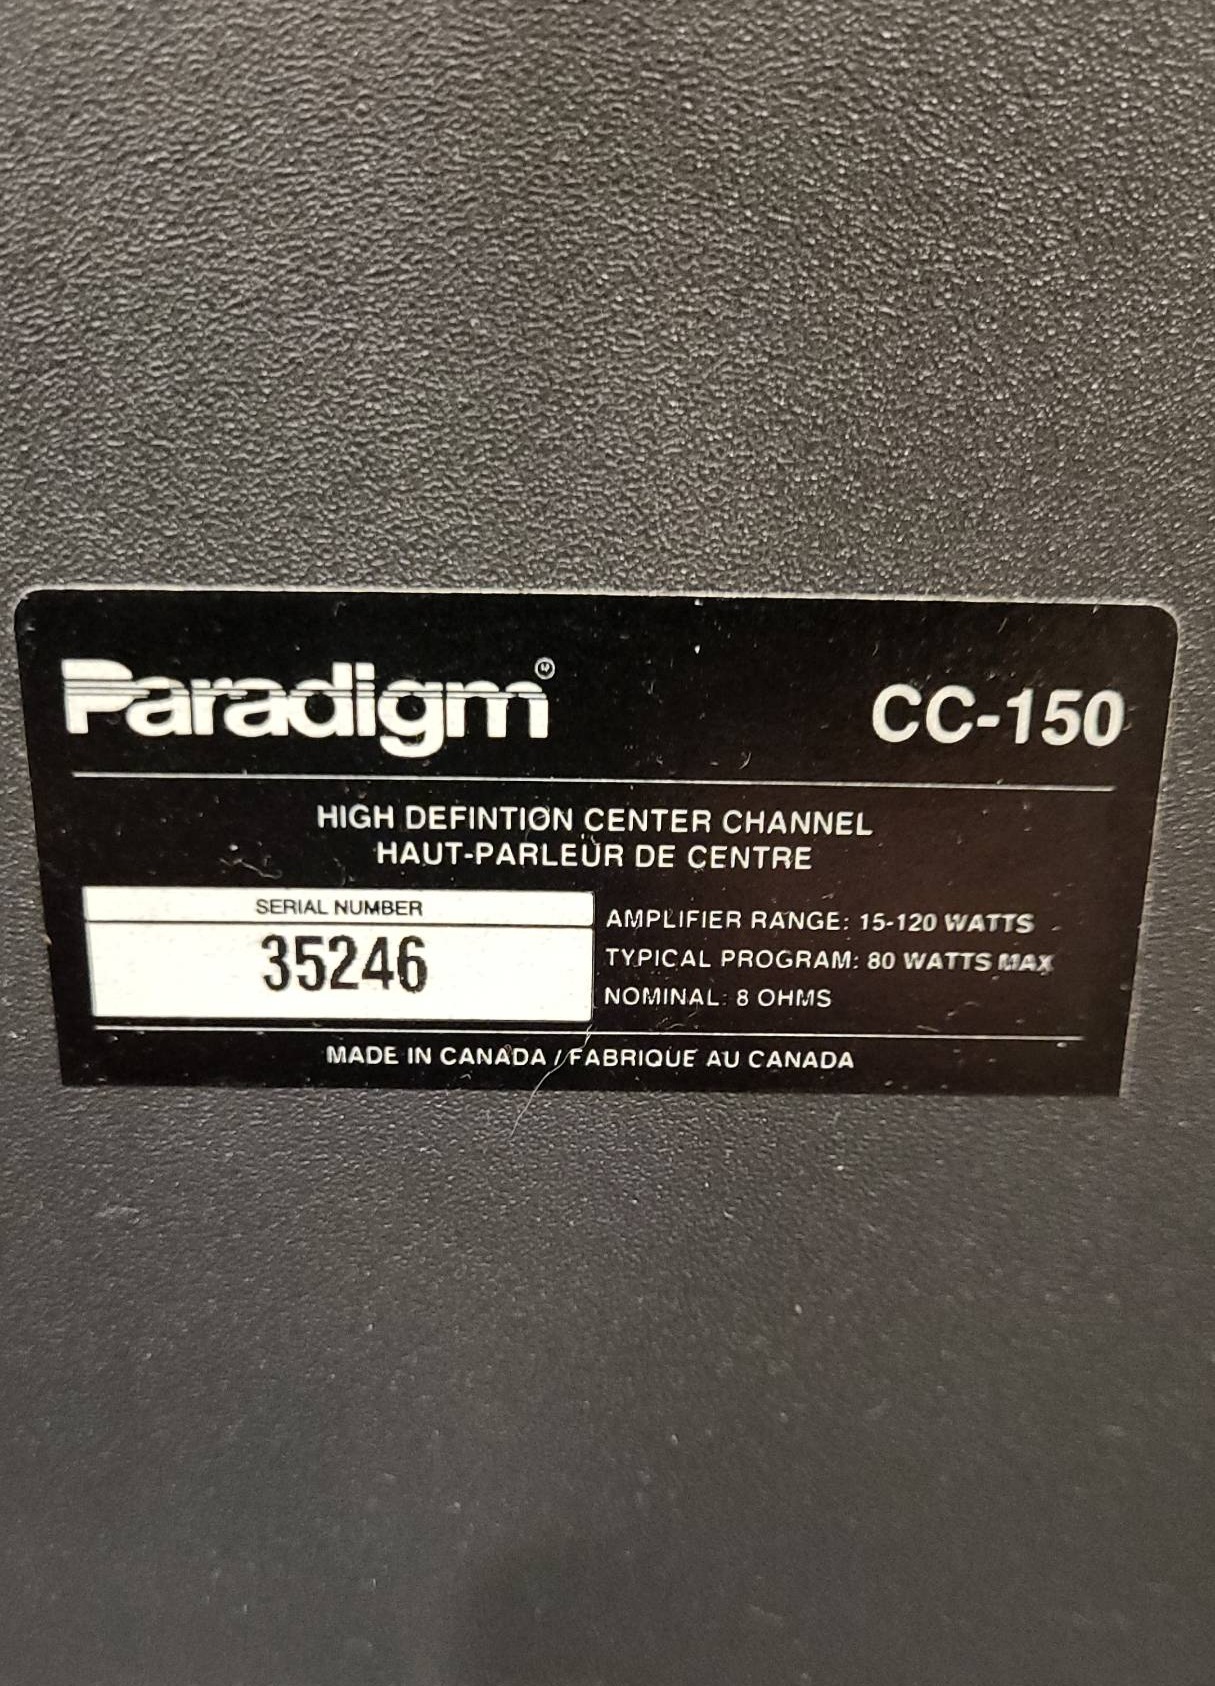 Paradigm® CC-150
HIGH DEFINTION CENTER CHANNEL
HAUT-PARLEUR DE CENTRE
SERIAL NUMBER
35246
AMPLIFIER RANGE: 15-120 WATTS
TYPICAL PROGRAM: 80 WATTS MAX
NOMINAL: 8 OHMS
MADE IN CANADA / FABRIQUE AU CANADA